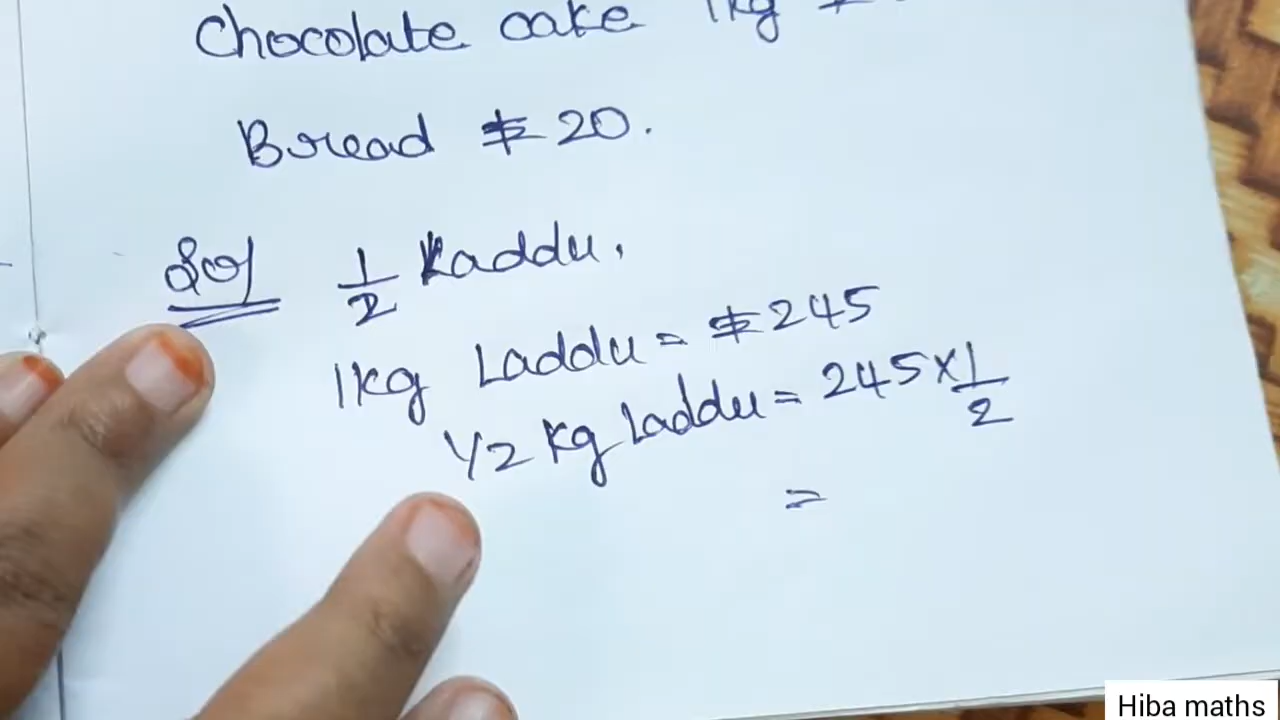 Chocolate cake 1kg
Bread ₹ 20.
Sol 1/2 Laddu.
1kg Laddu = ₹ 245
1/2 kg Laddu = 245 × 1/2
=
Hiba maths